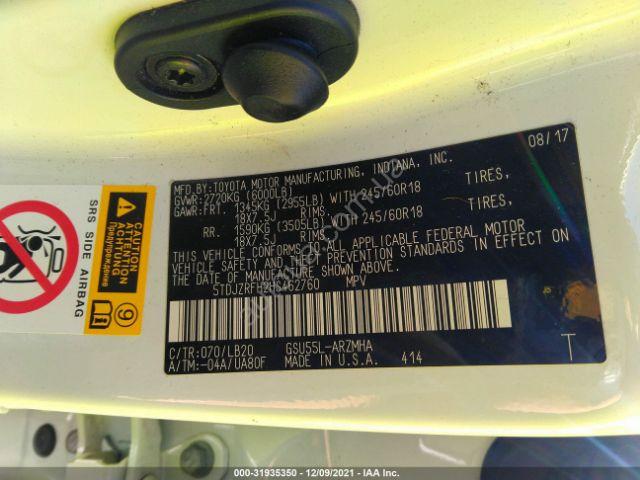 08/17
MFD.BY: TOYOTA MOTOR MANUFACTURING, INDIANA, INC.
GVWR: 2720KG (6000LB)
GAWR: FRT. 1345KG (2955LB) WITH 245/60R18 TIRES,
18X7.5J RIMS.
RR. 1590KG (3505LB) WITH 245/60R18 TIRES,
18X7.5J RIMS.
THIS VEHICLE CONFORMS TO ALL APPLICABLE FEDERAL MOTOR
VEHICLE SAFETY AND THEFT PREVENTION STANDARDS IN EFFECT ON
THE DATE OF MANUFACTURE SHOWN ABOVE.
5TDJZRFH2HS462760 MPV
C/TR: 070/LB20 GSU55L-ARZMHA
A/TM: -04A/UA80F MADE IN U.S.A. 414
T
SRS SIDE AIRBAG
ATTENTION
ACHTUNG
Предупреждение
9
000-31935350 - 12/09/2021 - IAA Inc.